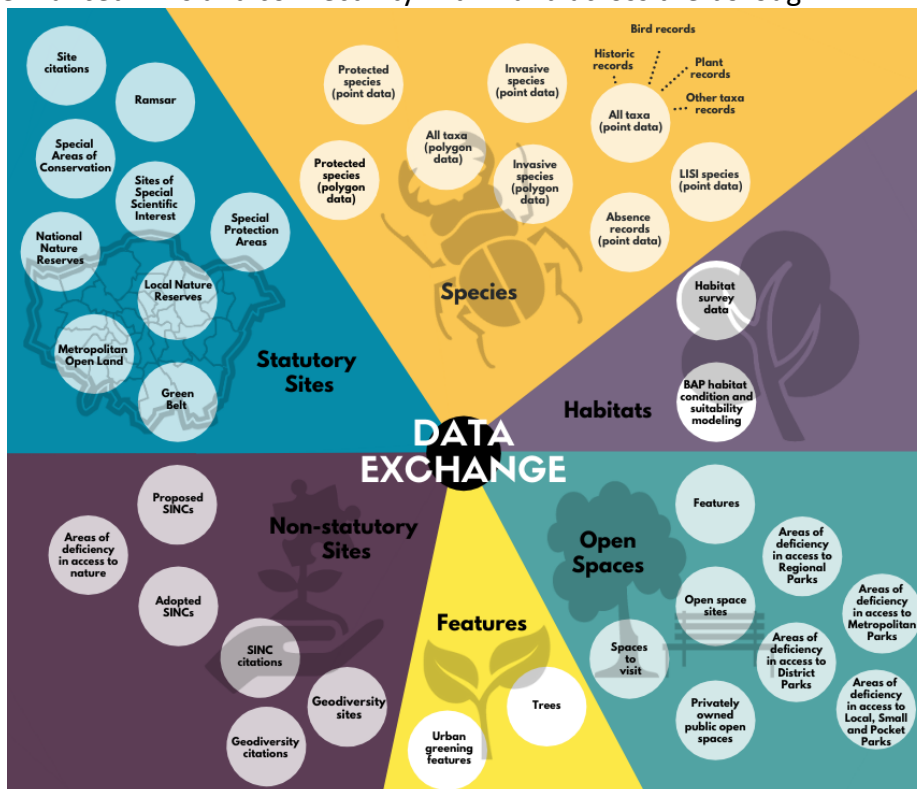 Site
citations
Ramsar
Special
Areas of
Conservation
Sites of
Special
Scientific
Interest
Special
Protection
Areas
National
Nature
Reserves
Local Nature
Reserves
Metropolitan
Open Land
Green
Belt
Statutory
Sites
Protected
species
(point data)
Invasive
species
(point data)
Historic
records
Bird records
Plant
records
Other taxa
records
All taxa
(point data)
All taxa
(polygon
data)
Protected
species
(polygon
data)
Invasive
species
(polygon
data)
LISI species
(point data)
Absence
records
(point data)
Species
Habitat
survey
data
BAP habitat
condition and
suitability
modeling
Habitats
DATA
EXCHANGE
Non-statutory
Sites
Proposed
SINCs
Areas of
deficiency
in access to
nature
Adopted
SINCs
SINC
citations
Geodiversity
sites
Geodiversity
citations
Features
Trees
Urban
greening
features
Open
Spaces
Features
Areas of
deficiency
in access to
Regional
Parks
Open space
sites
Areas of
deficiency
in access to
Metropolitan
Parks
Spaces
to
visit
Areas of
deficiency
in access to
District
Parks
Privately
owned
public open
spaces
Areas of
deficiency
in access to
Local, Small
and Pocket
Parks